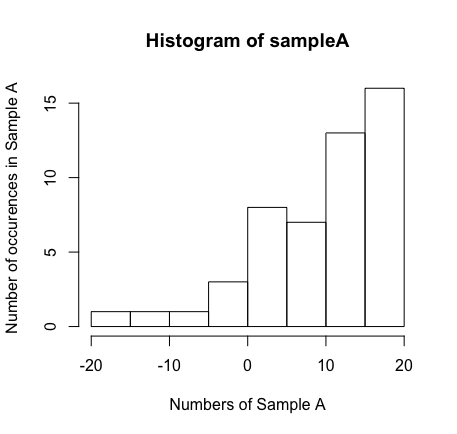 Histogram of sampleA
Number of occurences in Sample A
15
10
5
0
-20 -10 0 10 20
Numbers of Sample A